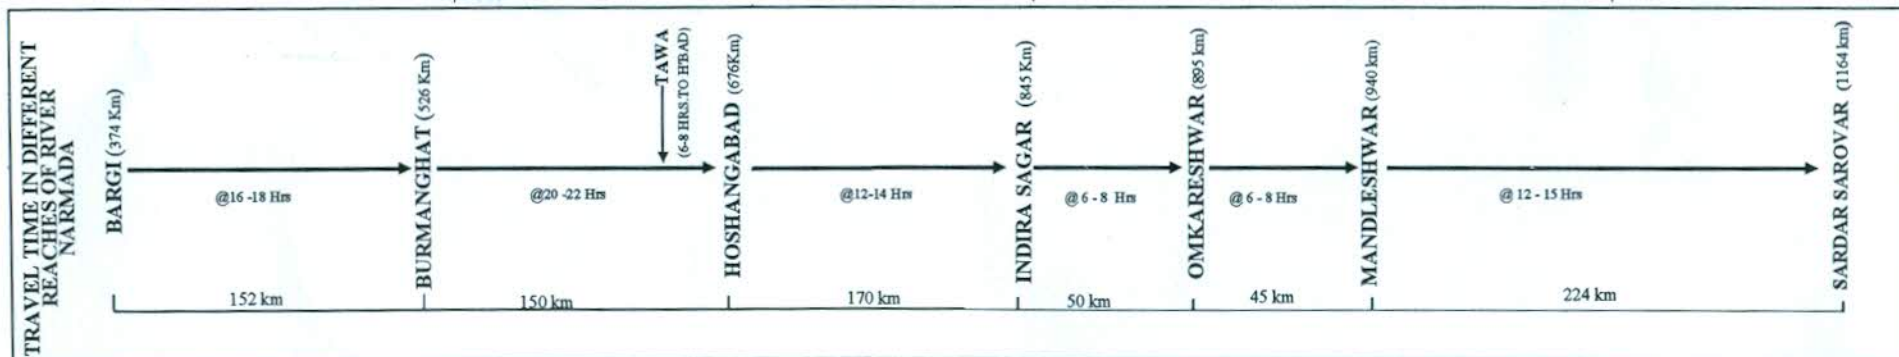 TRAVEL TIME IN DIFFERENT
REACHES OF RIVER
NARMADA
BARGI (374 Km)
@16 -18 Hrs
BURMANGHAT (526 Km)
@20 -22 Hrs
TAWA
(6-8 HRS.TO H'BAD)
HOSHANGABAD (676Km)
@12-14 Hrs
INDIRA SAGAR (845 Km)
@ 6 - 8 Hrs
OMKARESHWAR (895 km)
@ 6 - 8 Hrs
MANDLESHWAR (940 km)
@ 12 - 15 Hrs
SARDAR SAROVAR (1164 km)
152 km
150 km
170 km
50 km
45 km
224 km